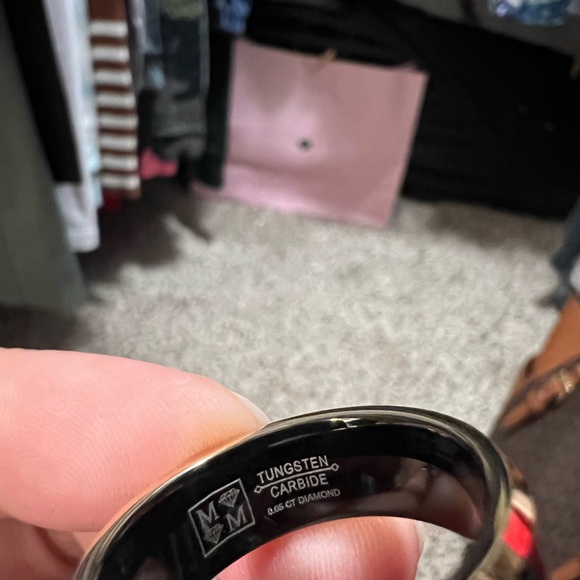 M
M
TUNGSTEN
CARBIDE
0.05 CT DIAMOND